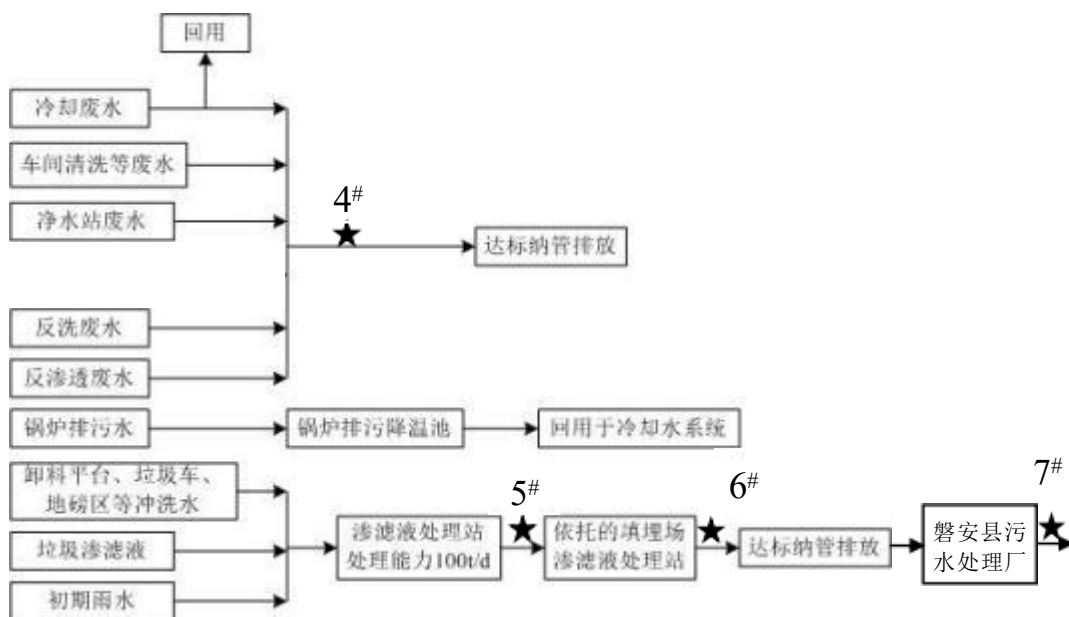 回用
冷却废水
车间清洗等废水
净水站废水
4#
达标纳管排放
反洗废水
反渗透废水
锅炉排污水
锅炉排污降温池
回用于冷却水系统
卸料平台、垃圾车、
地磅区等冲洗水
垃圾渗滤液
初期雨水
渗滤液处理站
处理能力100t/d
5#
依托的填埋场
渗滤液处理站
6#
达标纳管排放
磐安县污
水处理厂
7#